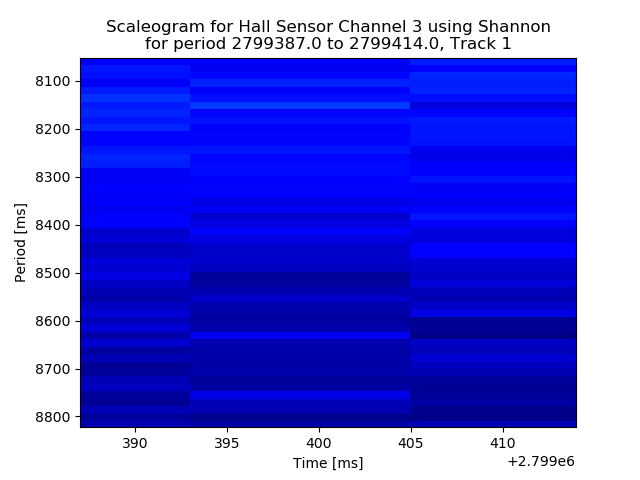 Scaleogram for Hall Sensor Channel 3 using Shannon
for period 2799387.0 to 2799414.0, Track 1
8100
8200
8300
8400
8500
8600
8700
8800
Period [ms]
390 395 400 405 410
Time [ms]
+2.799e6